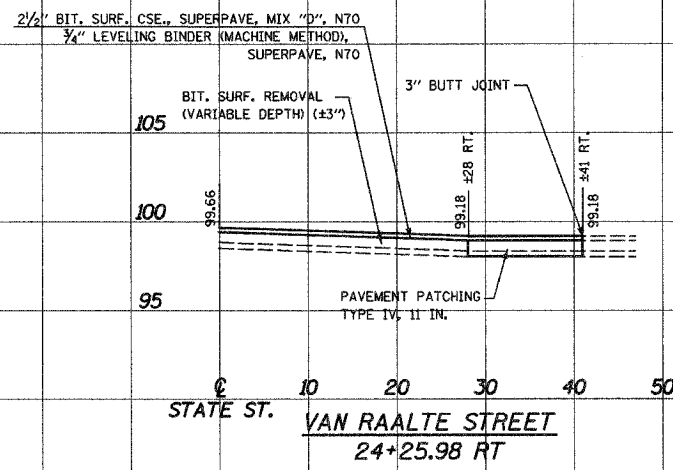 2½" BIT. SURF. CSE., SUPERPAVE, MIX "D", N70
¾" LEVELING BINDER (MACHINE METHOD),
SUPERPAVE, N70
BIT. SURF. REMOVAL
(VARIABLE DEPTH) (±3")
3" BUTT JOINT
105
100
95
99.66
99.18
±28 RT.
±41 RT.
99.18
PAVEMENT PATCHING
TYPE IV, 11 IN.
℄ 10 20 30 40 50
STATE ST.
VAN RAALTE STREET
24+25.98 RT